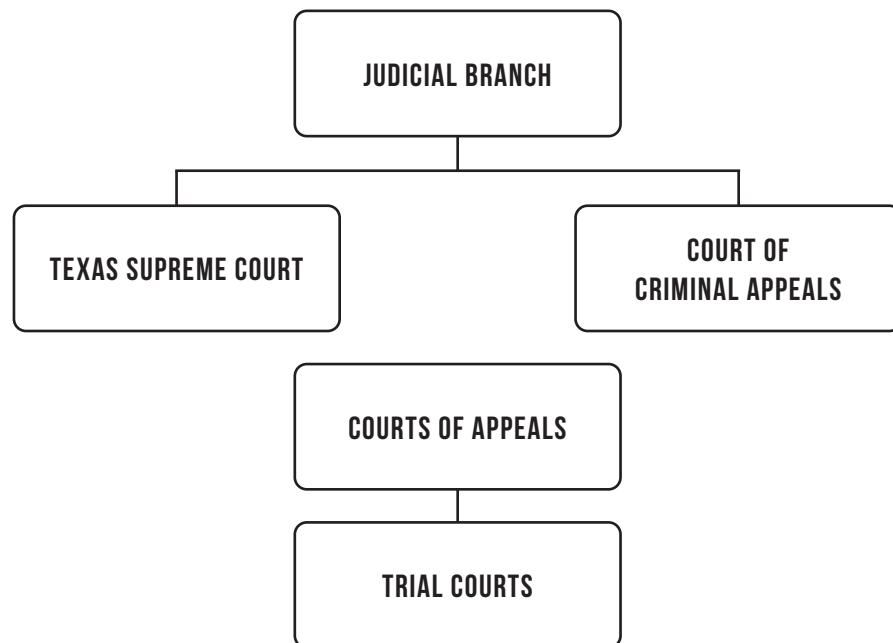 JUDICIAL BRANCH
TEXAS SUPREME COURT
COURT OF
CRIMINAL APPEALS
COURTS OF APPEALS
TRIAL COURTS